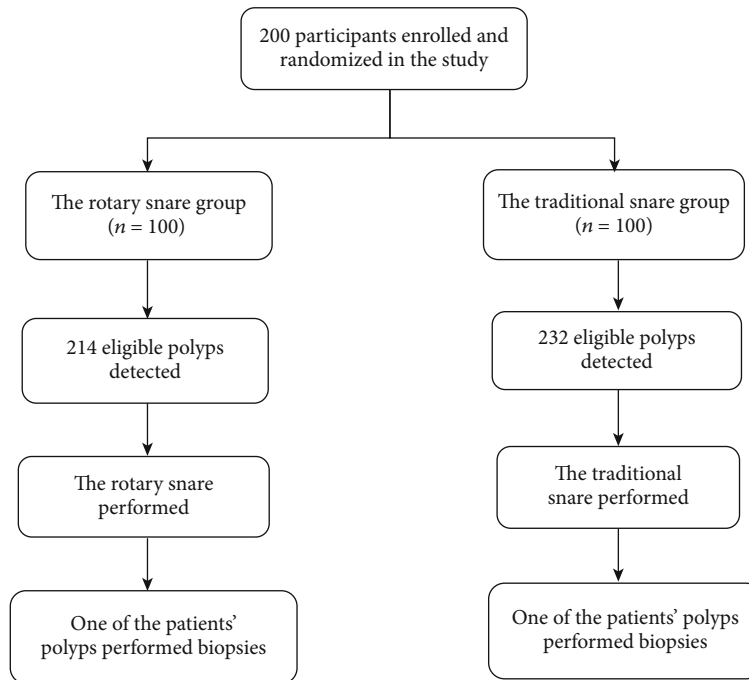 200 participants enrolled and
randomized in the study
The rotary snare group
(n = 100)
The traditional snare group
(n = 100)
214 eligible polyps
detected
232 eligible polyps
detected
The rotary snare
performed
The traditional
snare performed
One of the patients’
polyps performed biopsies
One of the patients’ polyps
performed biopsies